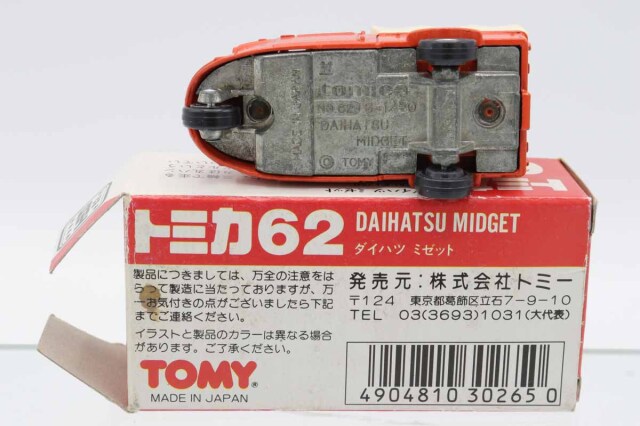 tomica
DAIHATSU
MIDGET
© TOMY
トミカ62 DAIHATSU MIDGET
ダイハツ ミゼット
製品につきましては、万全の注意をは
らって製造に当たっておりますが、万
一お気付きの点がございましたら下記
までご連絡ください。
イラストと製品のカラーは異なる場合
があります。ご了承ください。
TOMY
MADE IN JAPAN
発売元:株式会社トミー
〒124 東京都葛飾区立石7-9-10
TEL 03(3693)1031(大代表)
4904810 302650